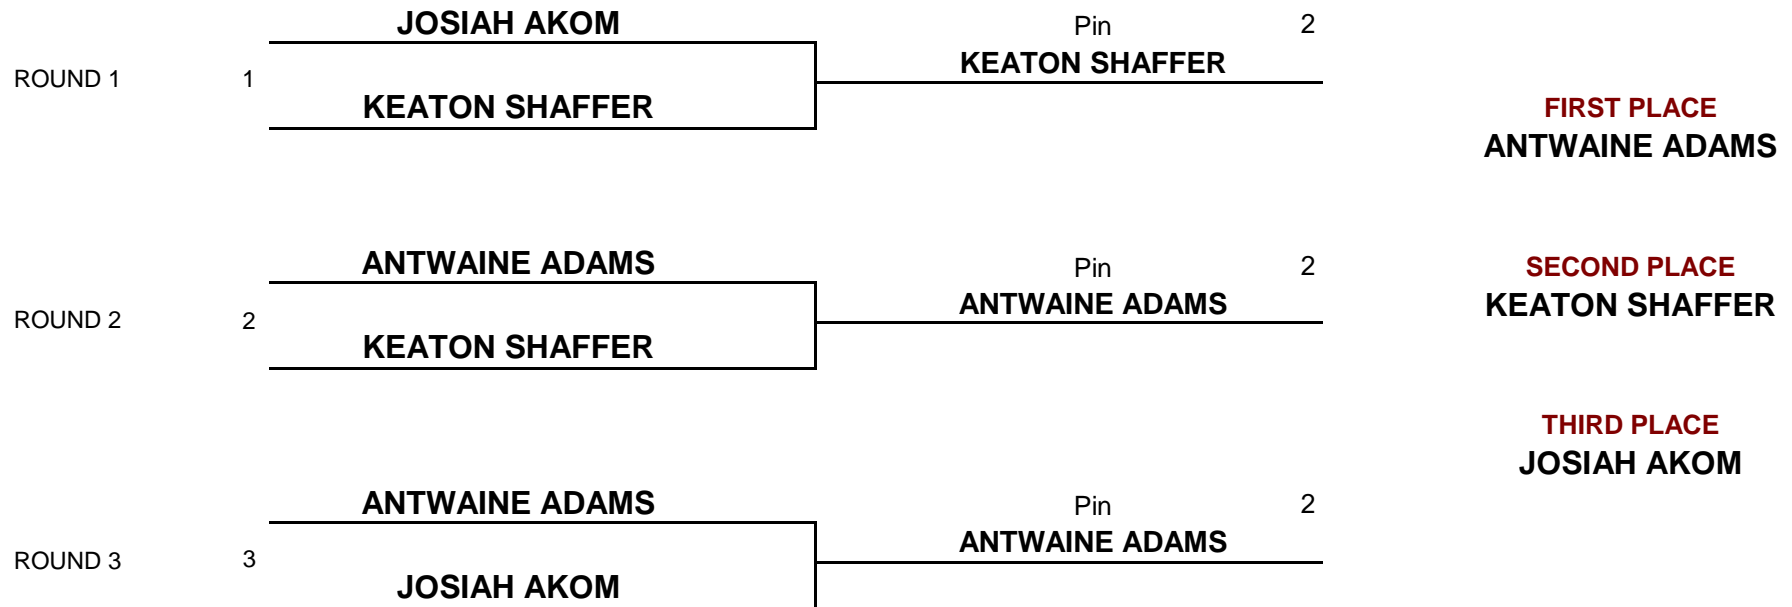 JOSIAH AKOM
Pin 2
KEATON SHAFFER
ROUND 1 1
KEATON SHAFFER
FIRST PLACE
ANTWAINE ADAMS
ANTWAINE ADAMS
Pin 2
SECOND PLACE
ANTWAINE ADAMS
KEATON SHAFFER
ROUND 2 2
KEATON SHAFFER
THIRD PLACE
JOSIAH AKOM
ANTWAINE ADAMS
Pin 2
ANTWAINE ADAMS
ROUND 3 3
JOSIAH AKOM